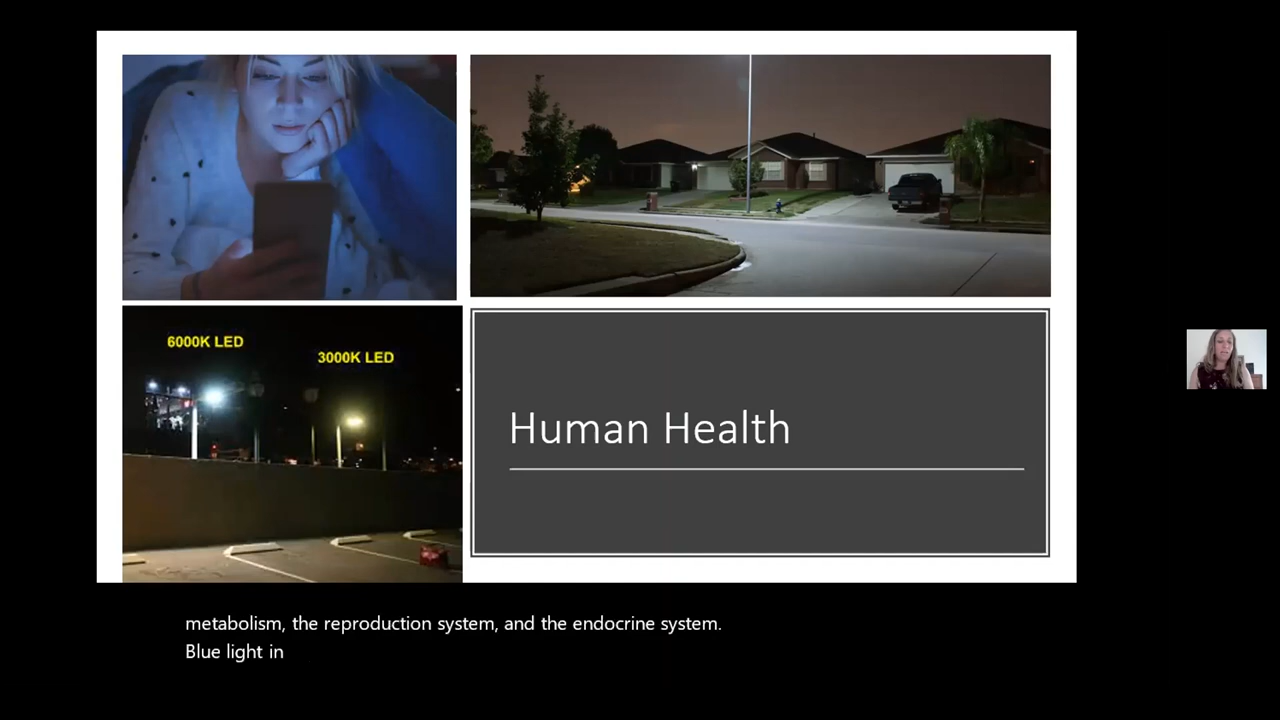 6000K LED
3000K LED
Human Health
metabolism, the reproduction system, and the endocrine system.
Blue light in